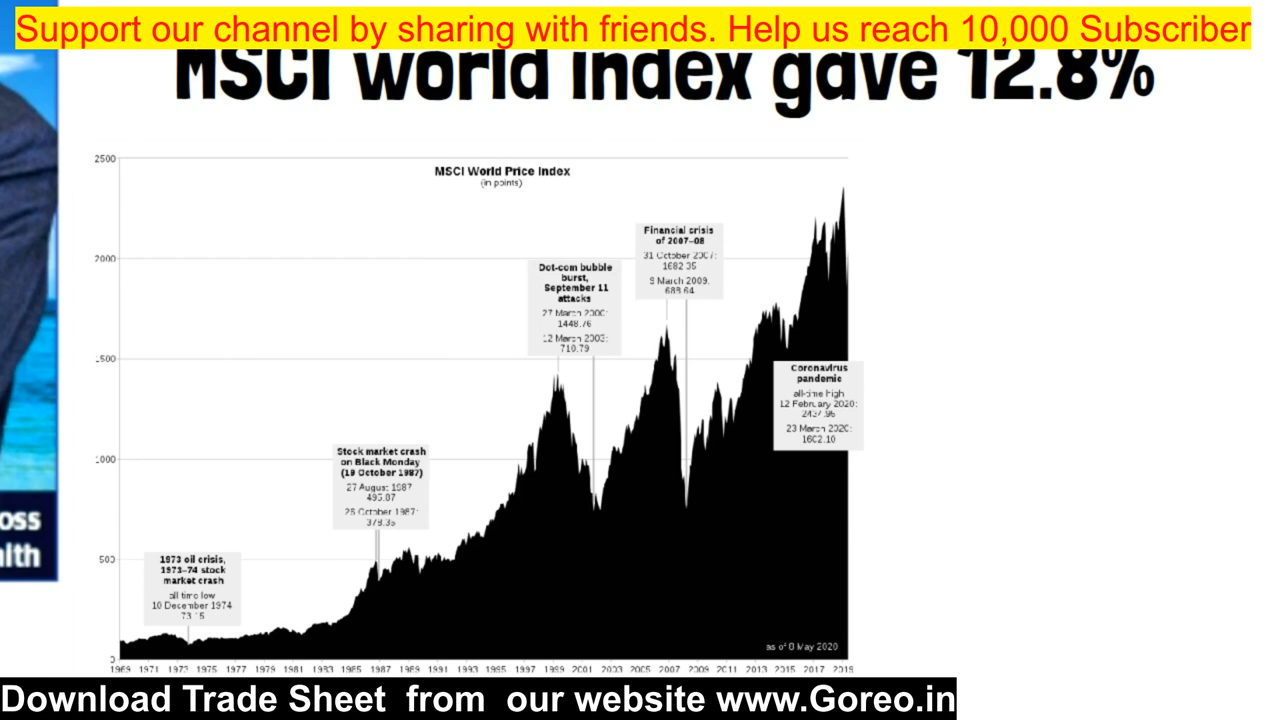 Support our channel by sharing with friends. Help us reach 10,000 Subscriber
MSCI world index gave 12.8%
MSCI World Price Index
(in points)
2500
2000
1500
1000
500
0
Financial crisis
of 2007–08
31 October 2007:
1682.35
9 March 2009:
688.64
Dot-com bubble
burst,
September 11
attacks
27 March 2000:
1448.76
12 March 2003:
710.79
Coronavirus
pandemic
all-time high
12 February 2020:
23 March 2020:
1602.10
Stock market crash
on Black Monday
(19 October 1987)
27 August 1987
495.07
26 October 1987:
378.35
1973 oil crisis,
1973–74 stock
market crash
all time low
10 December 1974
as of 8 May 2020
1969 1971 1973 1975 1977 1979 1981 1983 1985 1987 1989 1991 1993 1995 1997 1999 2001 2003 2005 2007 2009 2011 2013 2015 2017 2019
oss
lth
Download Trade Sheet from our website www.Goreo.in